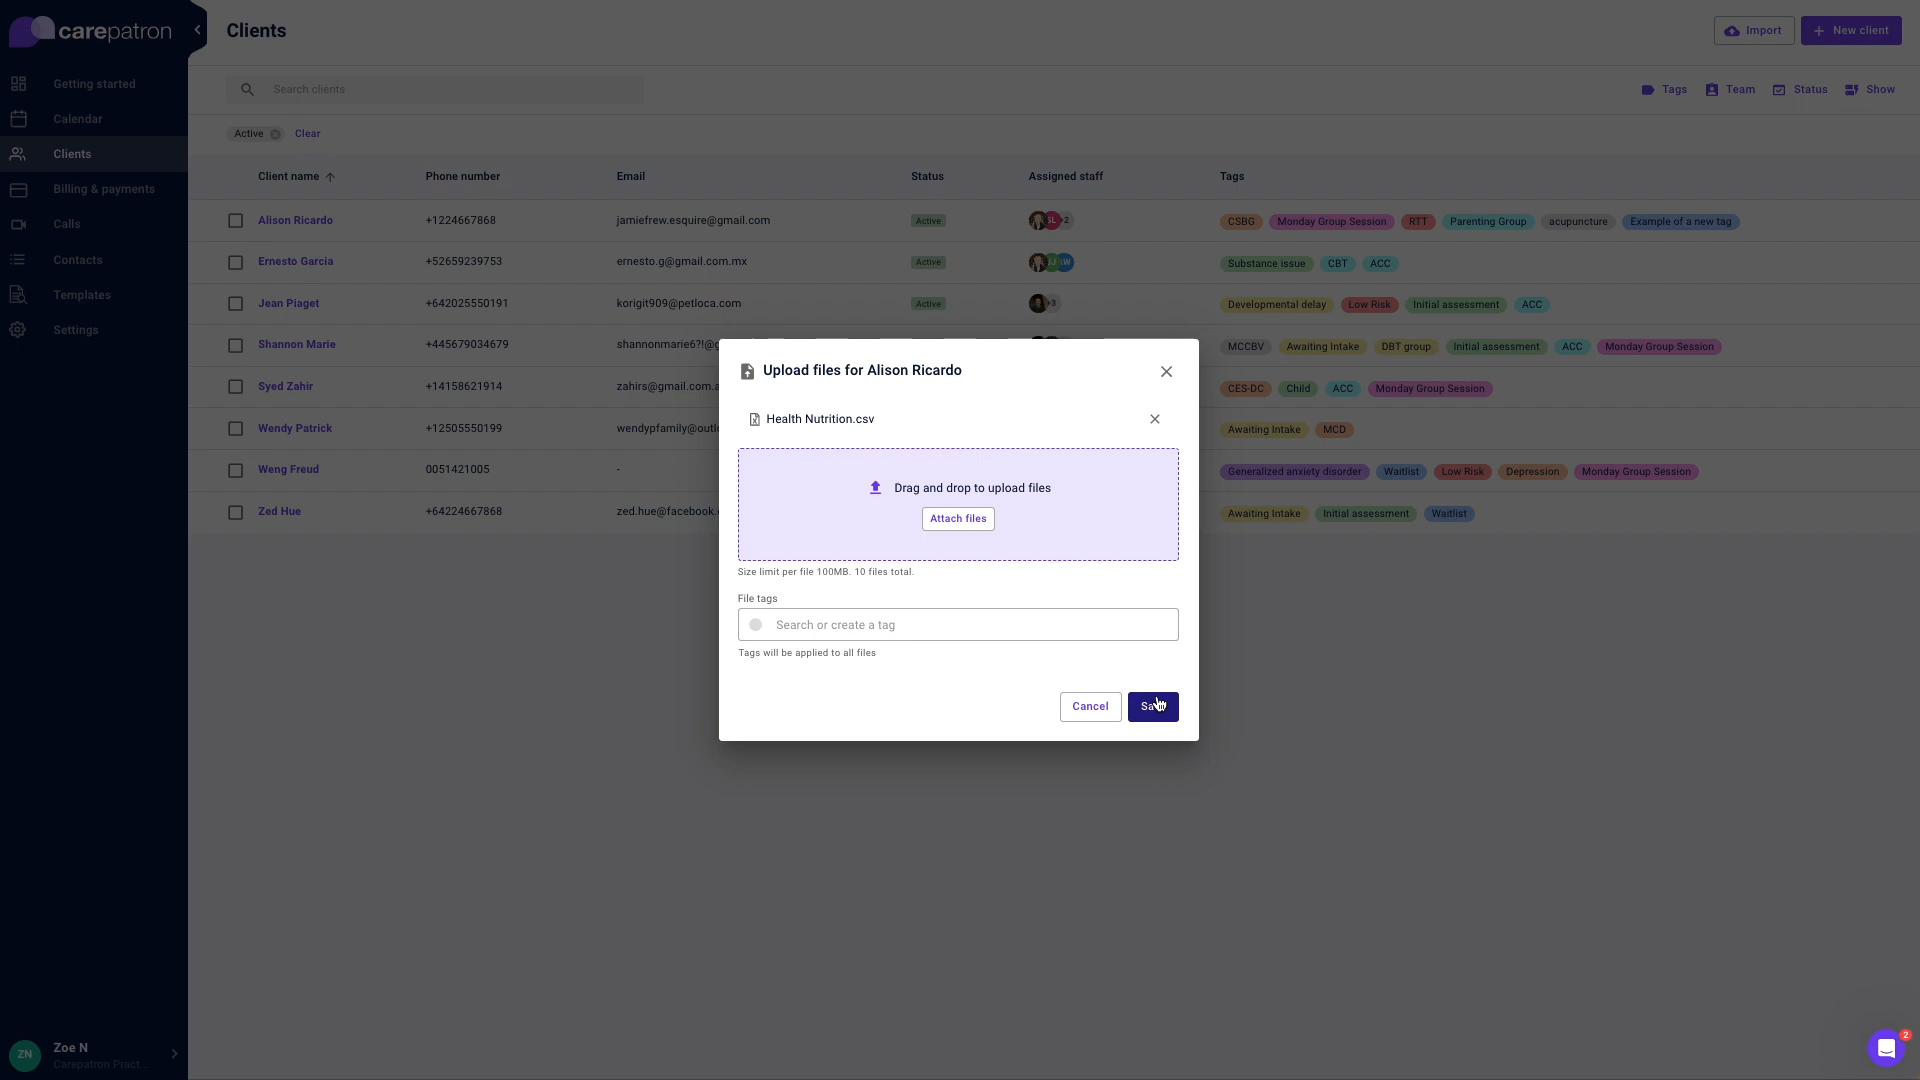 carepatron
Clients
Import
New client
Getting started
Calendar
Clients
Billing & payments
Calls
Contacts
Templates
Settings
Search clients
Tags Team Status Show
Active Clear
Client name Phone number Email Status Assigned staff Tags
Alison Ricardo +1224667868 jamiefrew.esquire@gmail.com Active SL +2 CSBG Monday Group Session RTT Parenting Group acupuncture Example of a new tag
Ernesto Garcia +52659239753 ernesto.g@gmail.com.mx Active Substance issue CBT ACC
Jean Piaget +642025550191 korigit909@petloca.com Active +3 Developmental delay Low Risk Initial assessment ACC
Shannon Marie +445679034679 shannonmarie6?!@g MCCBV Awaiting Intake DBT group Initial assessment ACC Monday Group Session
Syed Zahir +14158621914 zahirs@gmail.com.a CES-DC Child ACC Monday Group Session
Wendy Patrick +12505550199 wendypfamily@outl Awaiting Intake MCD
Weng Freud 0051421005 - Generalized anxiety disorder Waitlist Low Risk Depression Monday Group Session
Zed Hue +64224667868 zed.hue@facebook. Awaiting Intake Initial assessment Waitlist
Upload files for Alison Ricardo
Health Nutrition.csv
Drag and drop to upload files
Attach files
Size limit per file 100MB. 10 files total.
File tags
Search or create a tag
Tags will be applied to all files
Cancel
ZN Zoe N
Carepatron Pract...
2